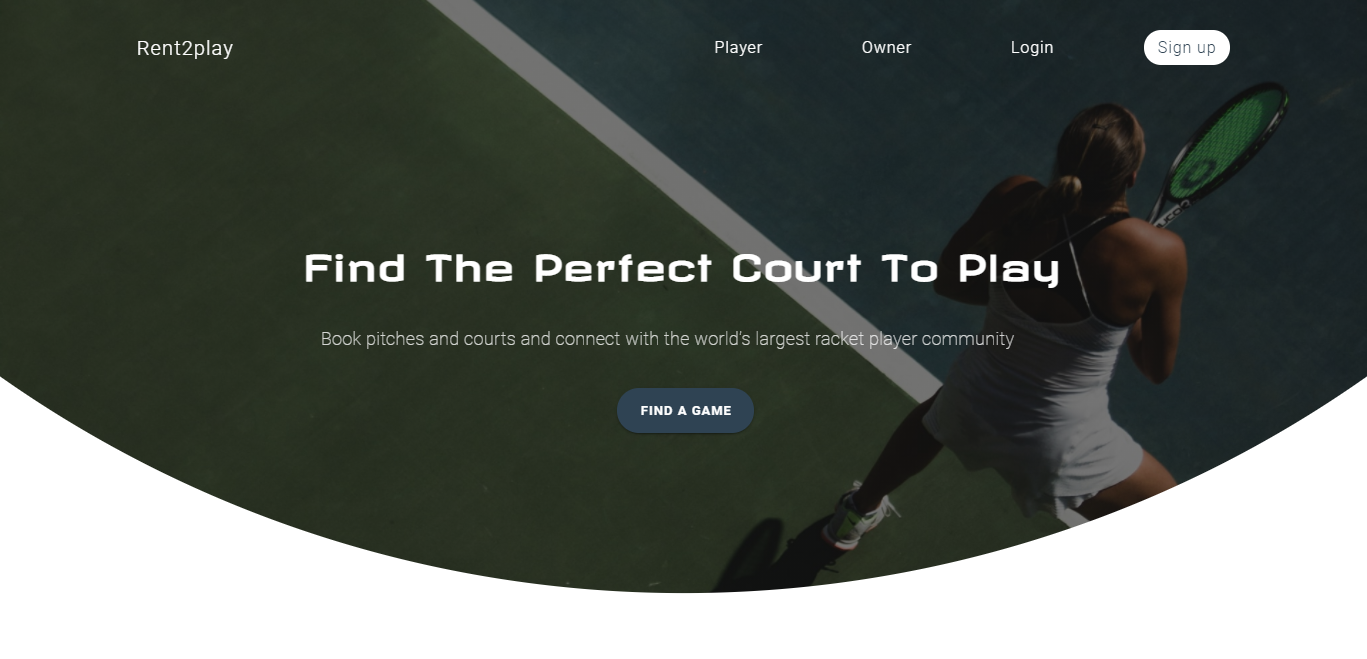 Rent2play
Player
Owner
Login
Sign up
Find The Perfect Court To Play
Book pitches and courts and connect with the world's largest racket player community
FIND A GAME